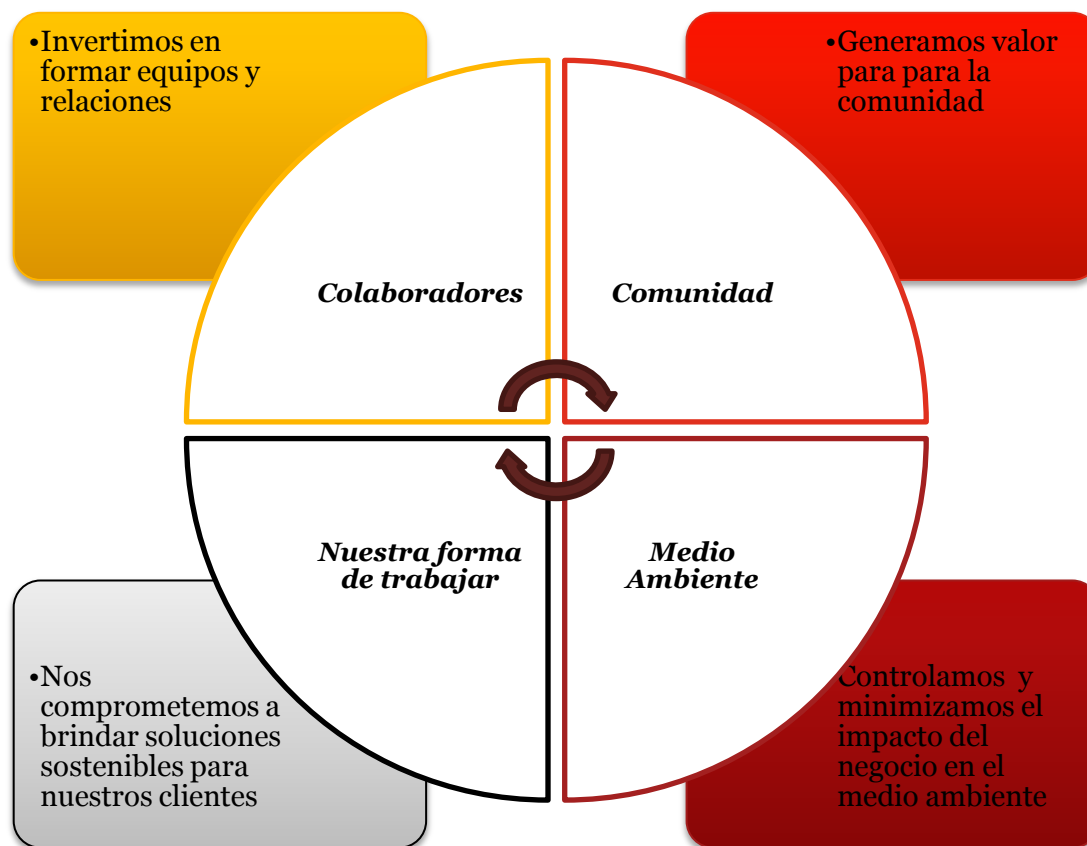 •Invertimos en
formar equipos y
relaciones
•Generamos valor
para para la
comunidad
Colaboradores
Comunidad
Nuestra forma
de trabajar
Medio
Ambiente
•Nos
comprometemos a
brindar soluciones
sostenibles para
nuestros clientes
Controlamos y
minimizamos el
impacto del
negocio en el
medio ambiente